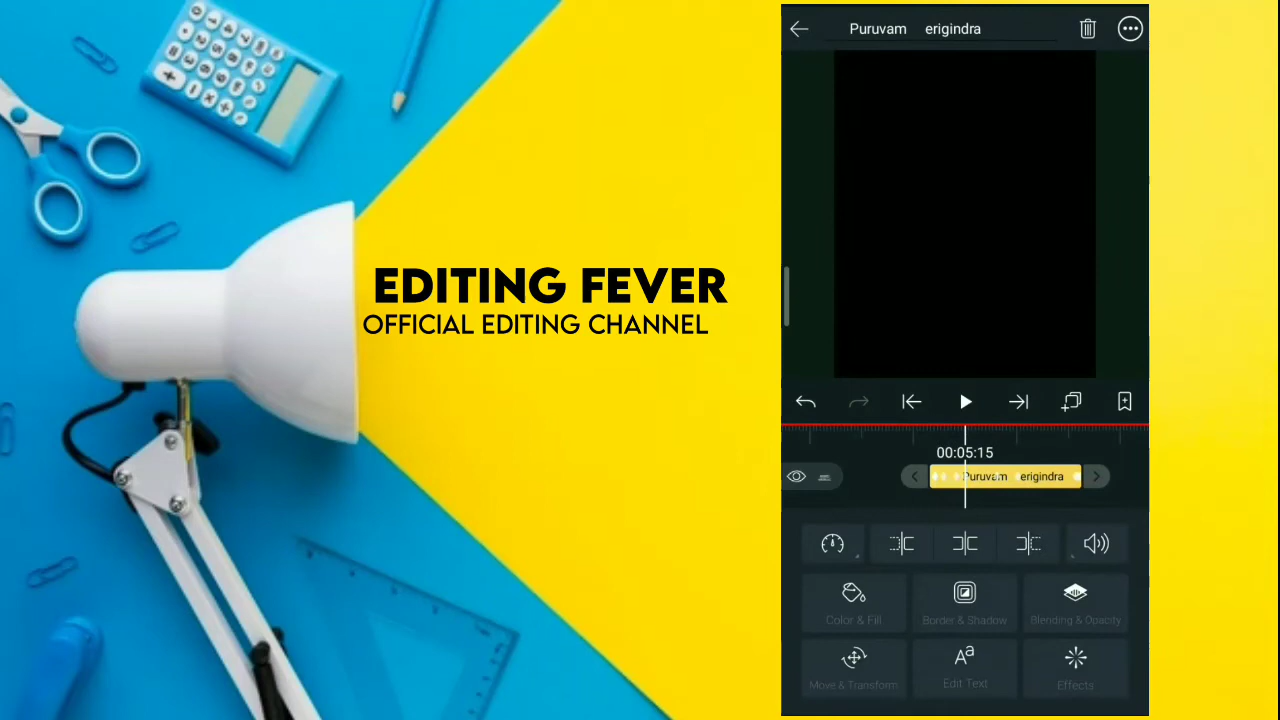 EDITING FEVER
OFFICIAL EDITING CHANNEL
Puruvam erigindra
00:05:15
Puruvam erigindra
Color & Fill
Border & Shadow
Blending & Opacity
Move & Transform
Edit Text
Effects